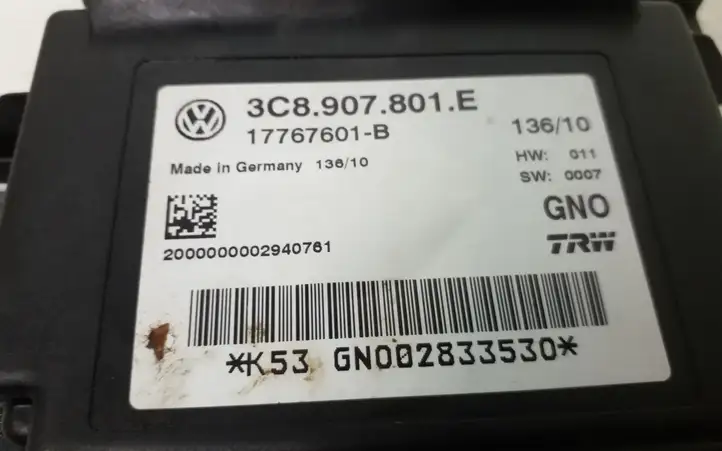 3C8.907.801.E
17767601-B 136/10
Made in Germany 136/10 HW: 011
SW: 0007
GNO
TRW
2000000002940761
*K53 GNO02833530*